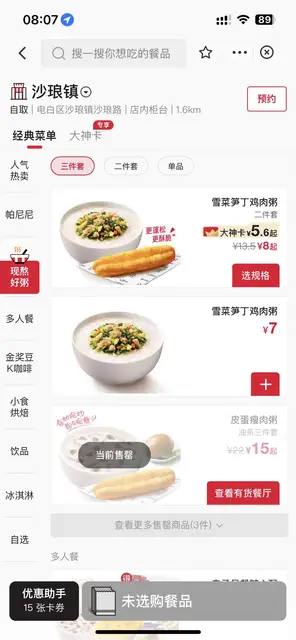 08:07
89
搜一搜你想吃的餐品
沙琅镇
自取 | 电白区沙琅镇沙琅路 | 店内柜台 | 1.6km
预约
经典菜单
大神卡
专享
人气
热卖
三件套
二件套
单品
帕尼尼
现熬
好粥
多人餐
金奖豆
K咖啡
小食
烘焙
饮品
冰淇淋
自选
更蓬松
更酥脆
雪菜笋丁鸡肉粥
二件套
大神卡¥5.6起
¥13.5¥8起
选规格
雪菜笋丁鸡肉粥
¥7
当前售罄
皮蛋瘦肉粥
油条三件套
¥22¥15起
查看有货餐厅
查看更多售罄商品(3件)
多人餐
优惠助手
15 张卡券
未选购餐品